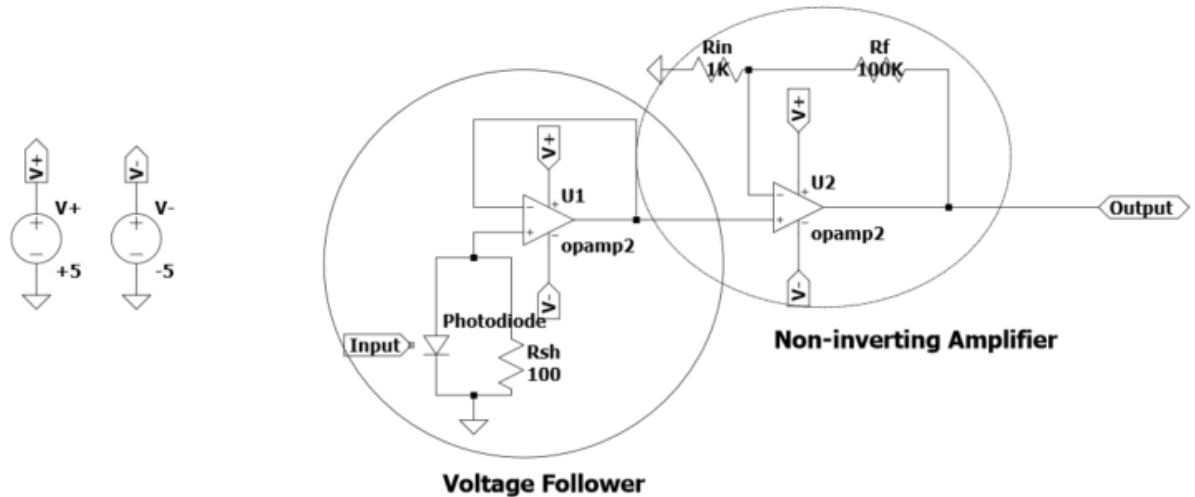 V+
V+
+5
V-
V-
-5
Input
Photodiode
Rsh
100
V+
U1
opamp2
V-
Voltage Follower
Rin
1K
Rf
100K
V+
U2
opamp2
V-
Output
Non-inverting Amplifier